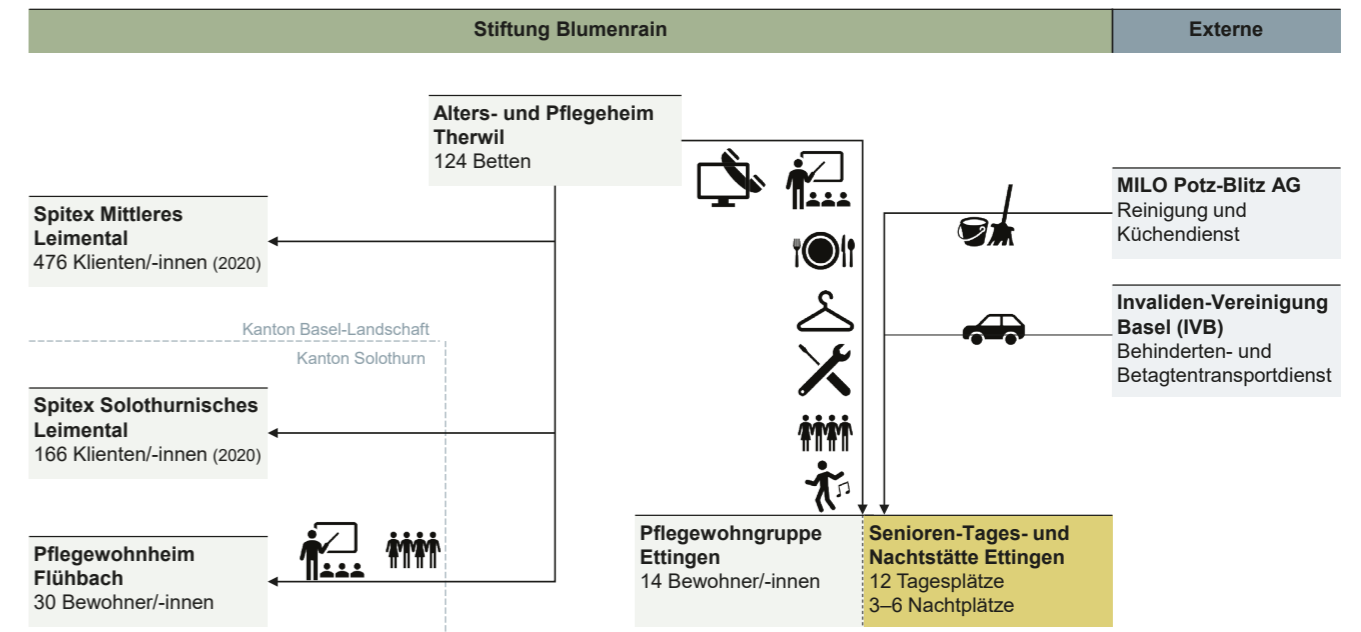 Stiftung Blumenrain
Externe
Alters- und Pflegeheim
Therwil
124 Betten
MILO Potz-Blitz AG
Reinigung und
Küchendienst
Spitex Mittleres
Leimental
476 Klienten/-innen (2020)
Invaliden-Vereinigung
Basel (IVB)
Behinderten- und
Betagtentransportdienst
Kanton Basel-Landschaft
Kanton Solothurn
Spitex Solothurnisches
Leimental
166 Klienten/-innen (2020)
Pflegewohnheim
Flühbach
30 Bewohner/-innen
Pflegewohngruppe
Ettingen
14 Bewohner/-innen
Senioren-Tages- und
Nachtstätte Ettingen
12 Tagesplätze
3–6 Nachtplätze